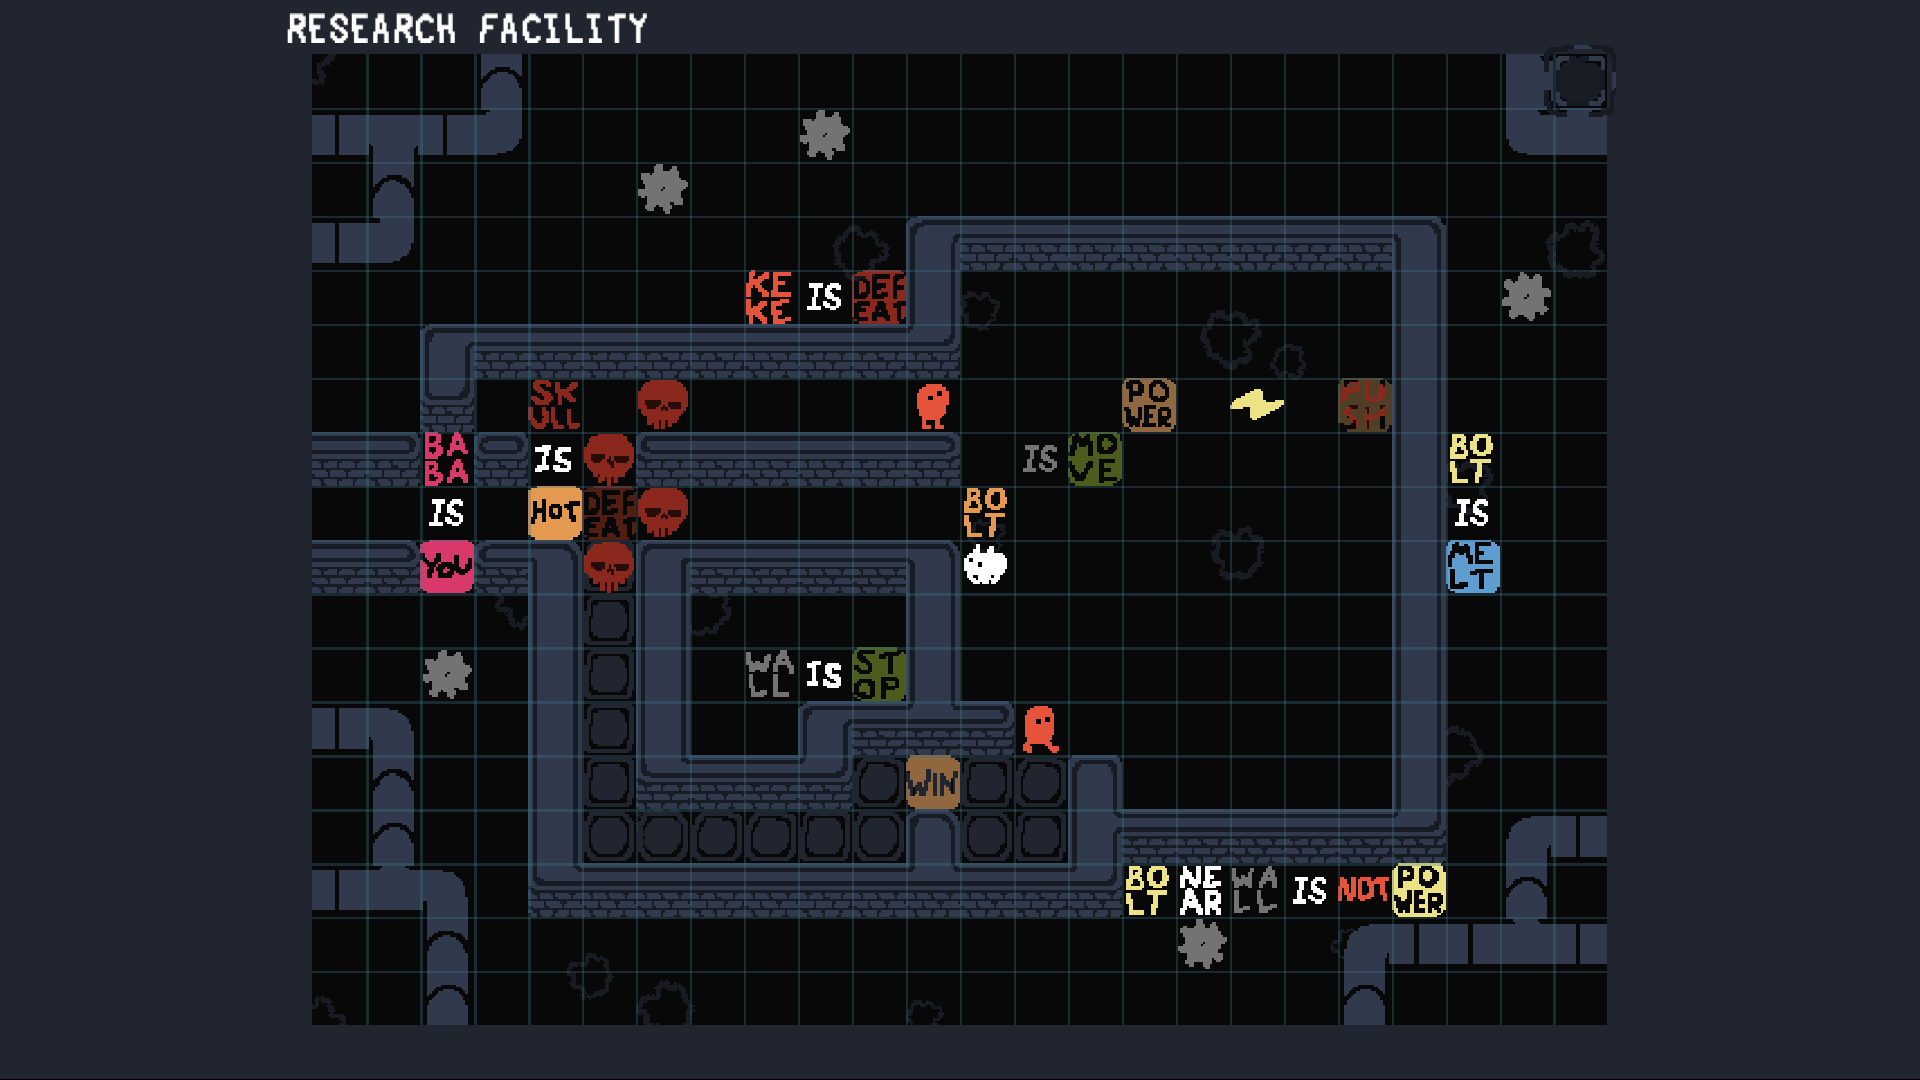 RESEARCH FACILITY
KEKE IS DEFEAT
SKULL
POWER
PUSH
BABA
IS
IS
MOVE
BOLT
IS
HOT
DEFEAT
BOLT
IS
YOU
MELT
WALL IS STOP
WIN
BOLT NEAR WALL IS NOT POWER